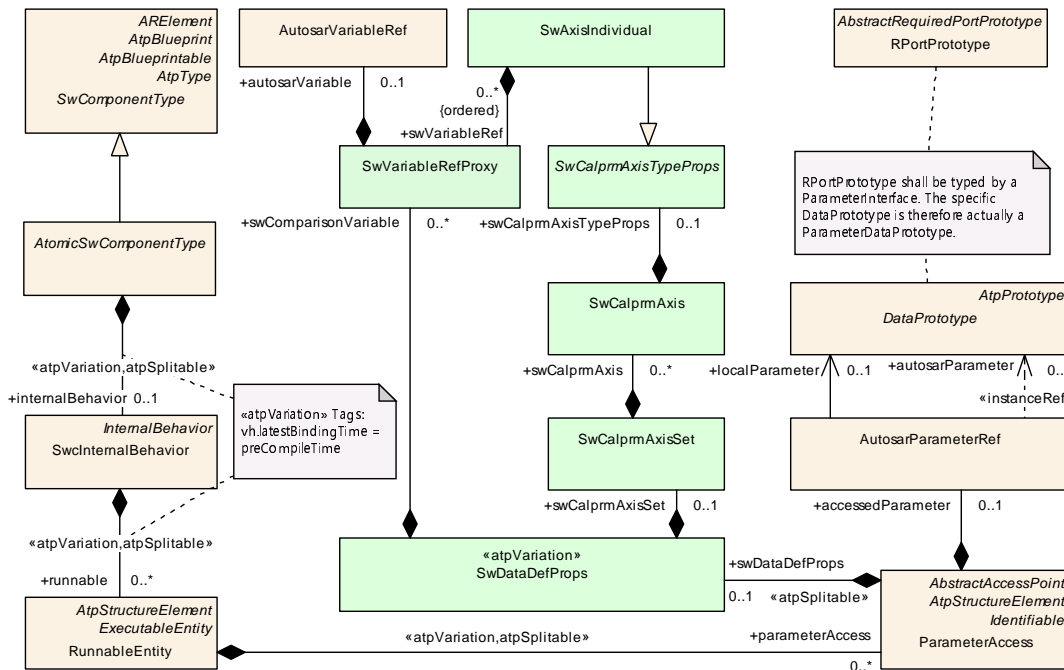 ARElement
AtpBlueprint
AtpBlueprintable
AtpType
SwComponentType
AutosarVariableRef
SwAxisIndividual
AbstractRequiredPortPrototype
RPortPrototype
+autosarVariable
0..1
0..*
{ordered}
+swVariableRef
SwVariableRefProxy
SwCalprmAxisTypeProps
RPortPrototype shall be typed by a
ParameterInterface. The specific
DataPrototype is therefore actually a
ParameterDataPrototype.
+swComparisonVariable
0..*
+swCalprmAxisTypeProps
0..1
AtomicSwComponentType
SwCalprmAxis
AtpPrototype
DataPrototype
«atpVariation,atpSplitable»
+internalBehavior
0..1
+swCalprmAxis
0..*
+localParameter
0..1
+autosarParameter
0..
«instanceRef
«atpVariation» Tags:
vh.latestBindingTime =
preCompileTime
InternalBehavior
SwcInternalBehavior
SwCalprmAxisSet
AutosarParameterRef
+swCalprmAxisSet
0..1
+accessedParameter
0..1
«atpVariation,atpSplitable»
+runnable
0..*
«atpVariation»
SwDataDefProps
+swDataDefProps
0..1
«atpSplitable»
AtpStructureElement
ExecutableEntity
RunnableEntity
AbstractAccessPoint
AtpStructureElement
Identifiable
ParameterAccess
«atpVariation,atpSplitable»
+parameterAccess
0..*